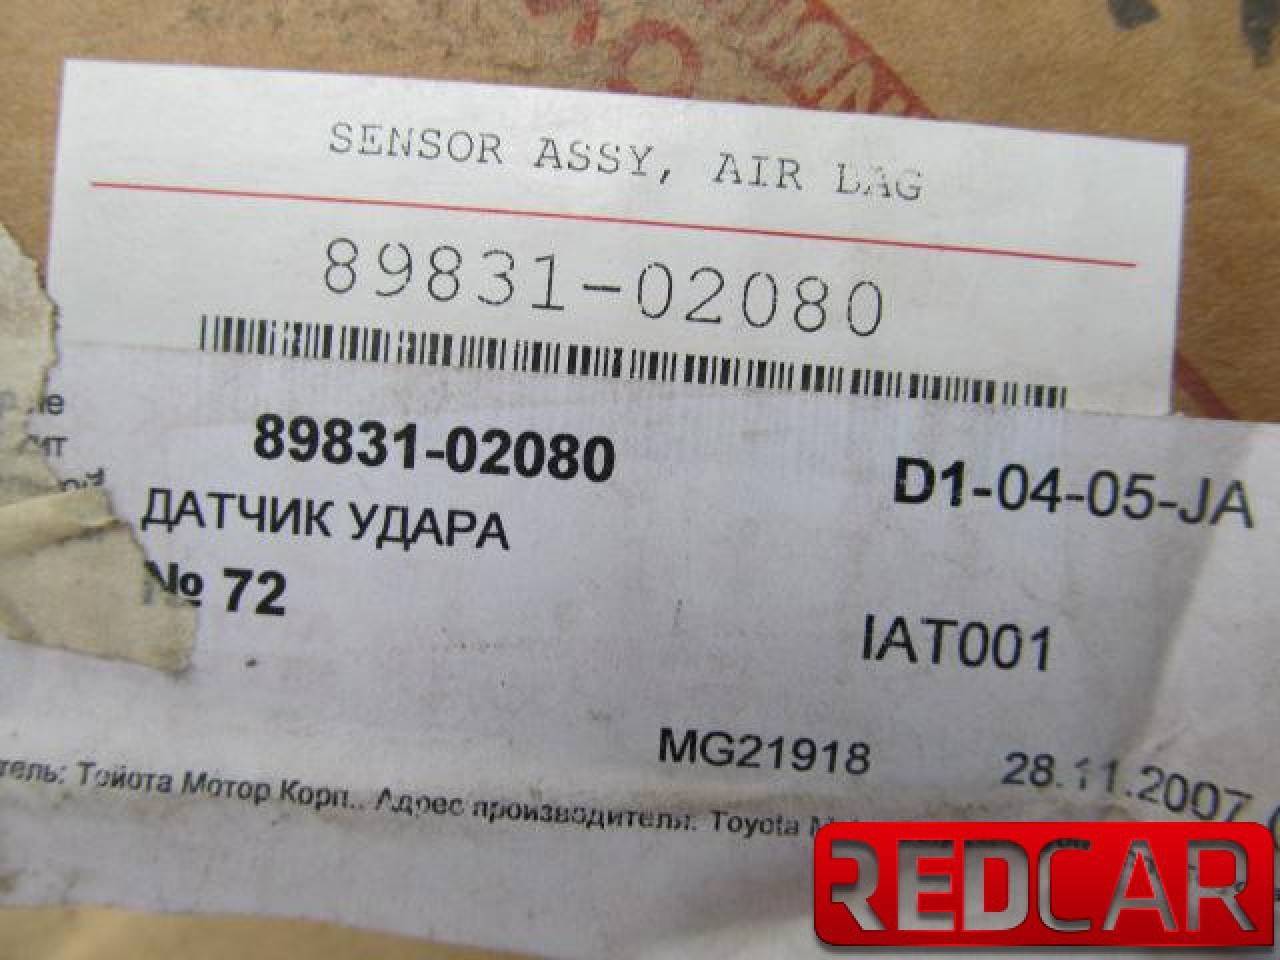 SENSOR ASSY, AIR BAG
89831-02080
89831-02080
D1-04-05-JA
ДАТЧИК УДАРА
№ 72
IAT001
MG21918
28.11.2007
тель: Тойота Мотор Корп.. Адрес производителя: Toyota
REDCAR